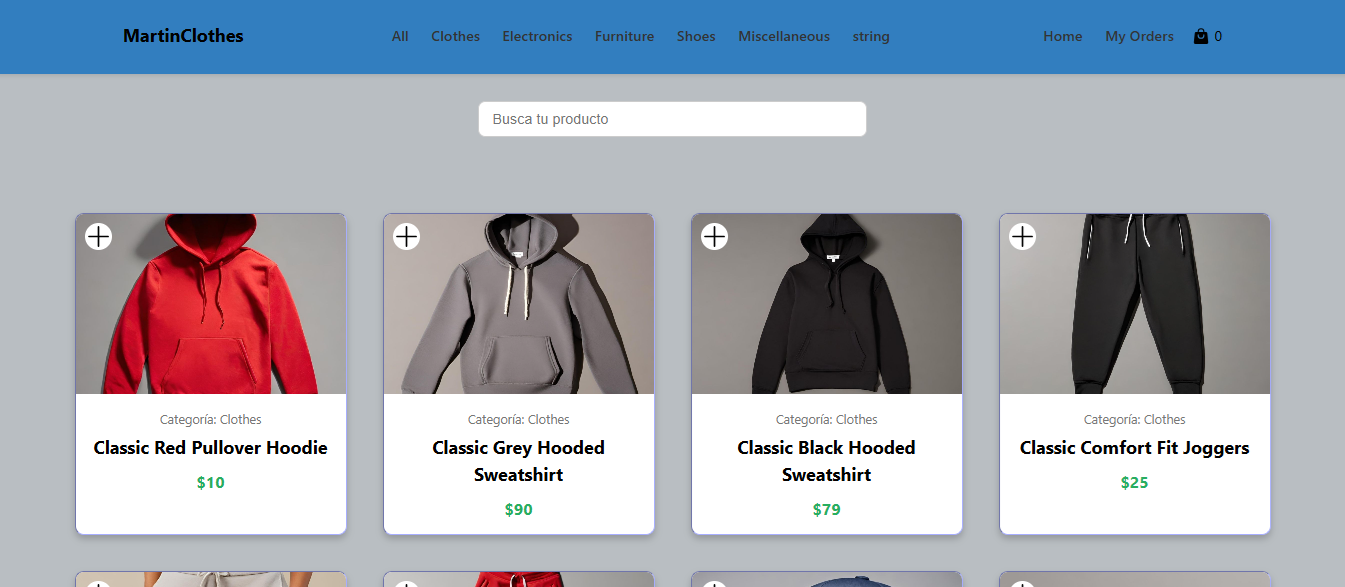 MartinClothes All Clothes Electronics Furniture Shoes Miscellaneous string Home My Orders 0
Busca tu producto
Categoría: Clothes
Classic Red Pullover Hoodie
$10
Categoría: Clothes
Classic Grey Hooded
Sweatshirt
$90
Categoría: Clothes
Classic Black Hooded
Sweatshirt
$79
Categoría: Clothes
Classic Comfort Fit Joggers
$25